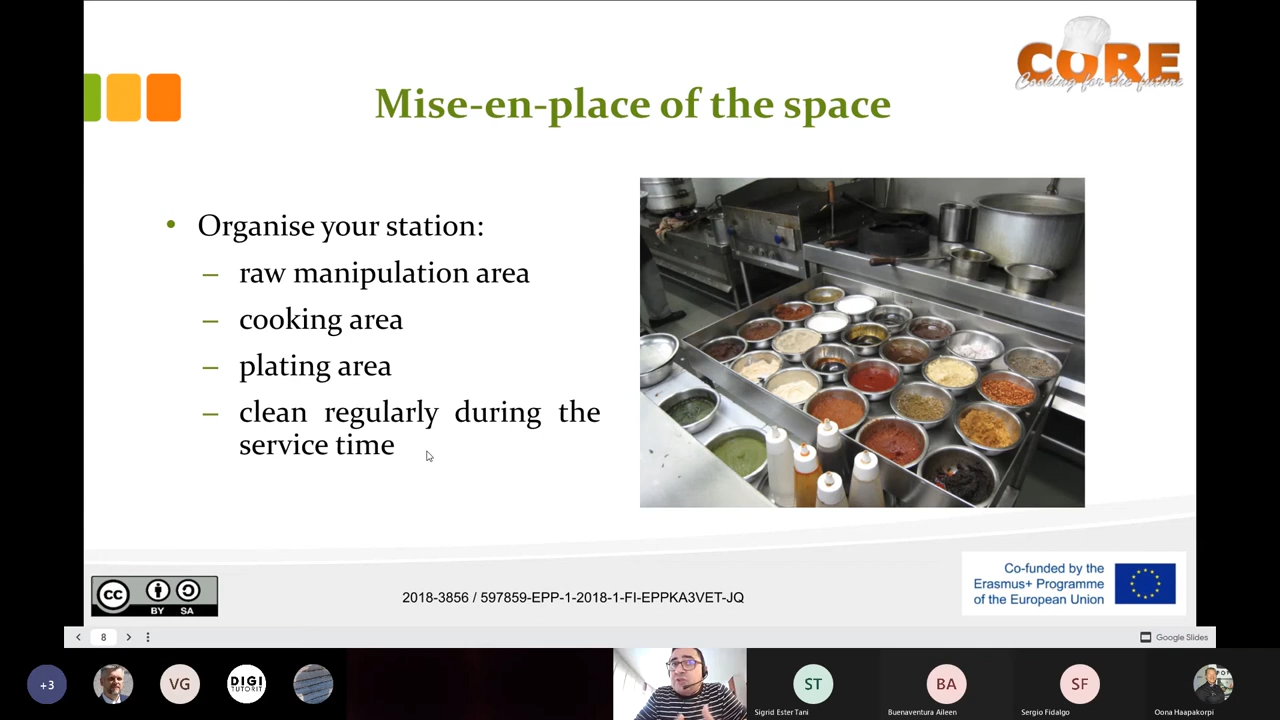 CORE
Cooking for the future
Mise-en-place of the space
• Organise your station:
– raw manipulation area
– cooking area
– plating area
– clean regularly during the
service time
cc
BY SA
2018-3856 / 597859-EPP-1-2018-1-FI-EPPKA3VET-JQ
Co-funded by the
Erasmus+ Programme
of the European Union
8
Google Slides
+3
VG
DIGI
TUTORIT
ST
BA
SF
Sigrid Ester Tani
Buenaventura Aileen
Sergio Fidalgo
Oona Haapakorpi